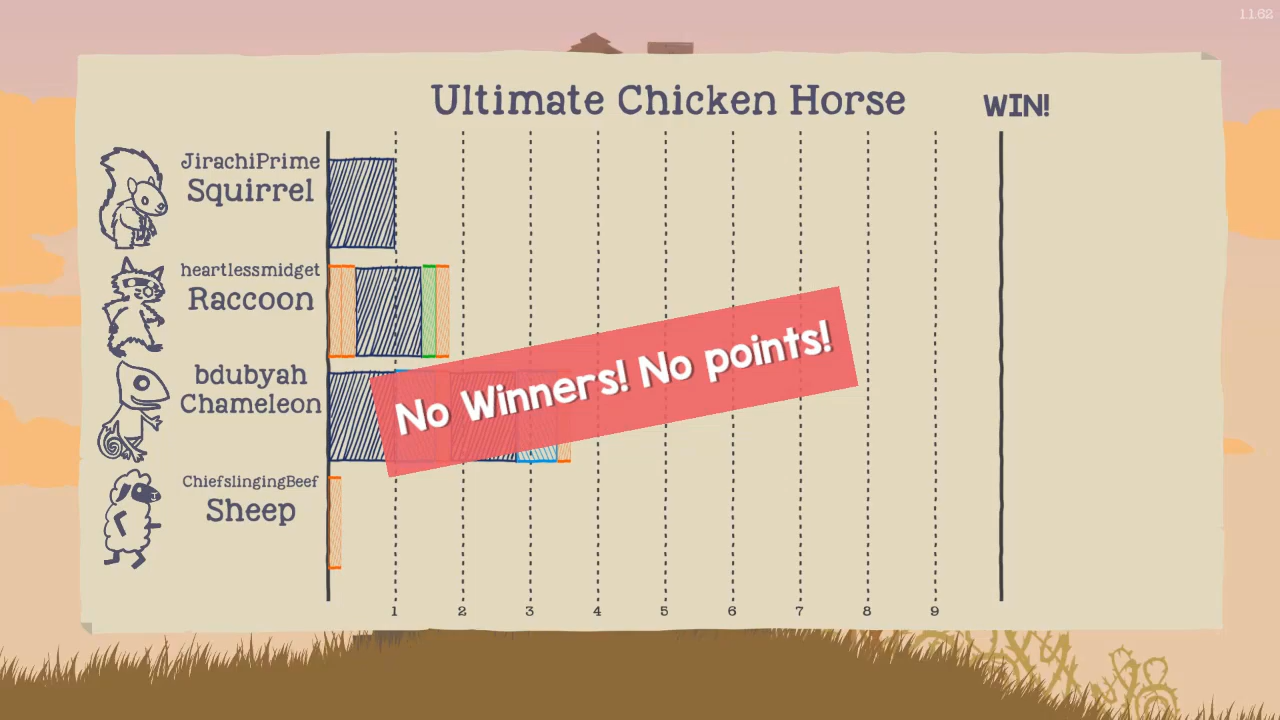 11.62
Ultimate Chicken Horse
WIN!
JirachiPrime
Squirrel
heartlessmidget
Raccoon
bdubyah
Chameleon
No Winners! No points!
ChiefslingingBeef
Sheep
1 2 3 4 5 6 7 8 9